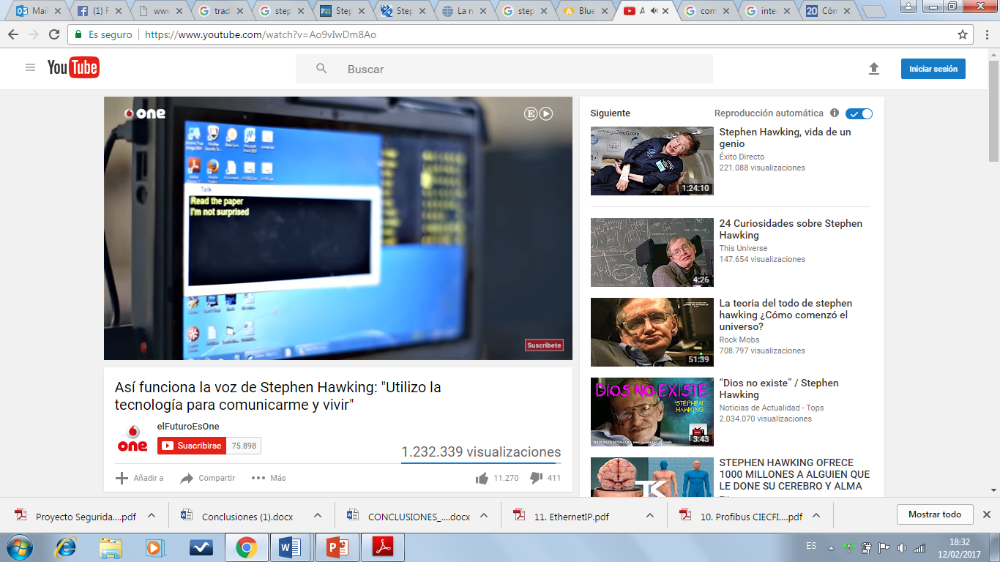 Mail
(1) F
www
trad
step
Step
Step
La n
step
Blue
A
com
inte
20 Cón
Es seguro | https://www.youtube.com/watch?v=Ao9vIwDm8Ao
YouTube
Buscar
Iniciar sesión
one
Talk
Read the paper
I'm not surprised
Suscríbete
Así funciona la voz de Stephen Hawking: "Utilizo la
tecnología para comunicarme y vivir"
one
elFuturoEsOne
Suscribirse 75.898
1.232.339 visualizaciones
Añadir a
Compartir
Más
11.270
411
Siguiente
Reproducción automática
www.goZeroG.com
1:24:10
Stephen Hawking, vida de un
genio
Éxito Directo
221.088 visualizaciones
4:26
24 Curiosidades sobre Stephen
Hawking
This Universe
147.654 visualizaciones
51:39
La teoria del todo de stephen
hawking ¿Cómo comenzó el
universo?
Rock Mobs
708.797 visualizaciones
DIOS NO EXISTE
"STEPHEN
HAWKING"
3:43
“Dios no existe” / Stephen
Hawking
Noticias de Actualidad - Tops
2.034.070 visualizaciones
TK
STEPHEN HAWKING OFRECE
1000 MILLONES A ALGUIEN QUE
LE DONE SU CEREBRO Y ALMA
Proyecto Segurida....pdf
Conclusiones (1).docx
CONCLUSIONES_....docx
11. EthernetIP.pdf
10. Profibus CIECFI....pdf
Mostrar todo
ES
18:32
12/02/2017